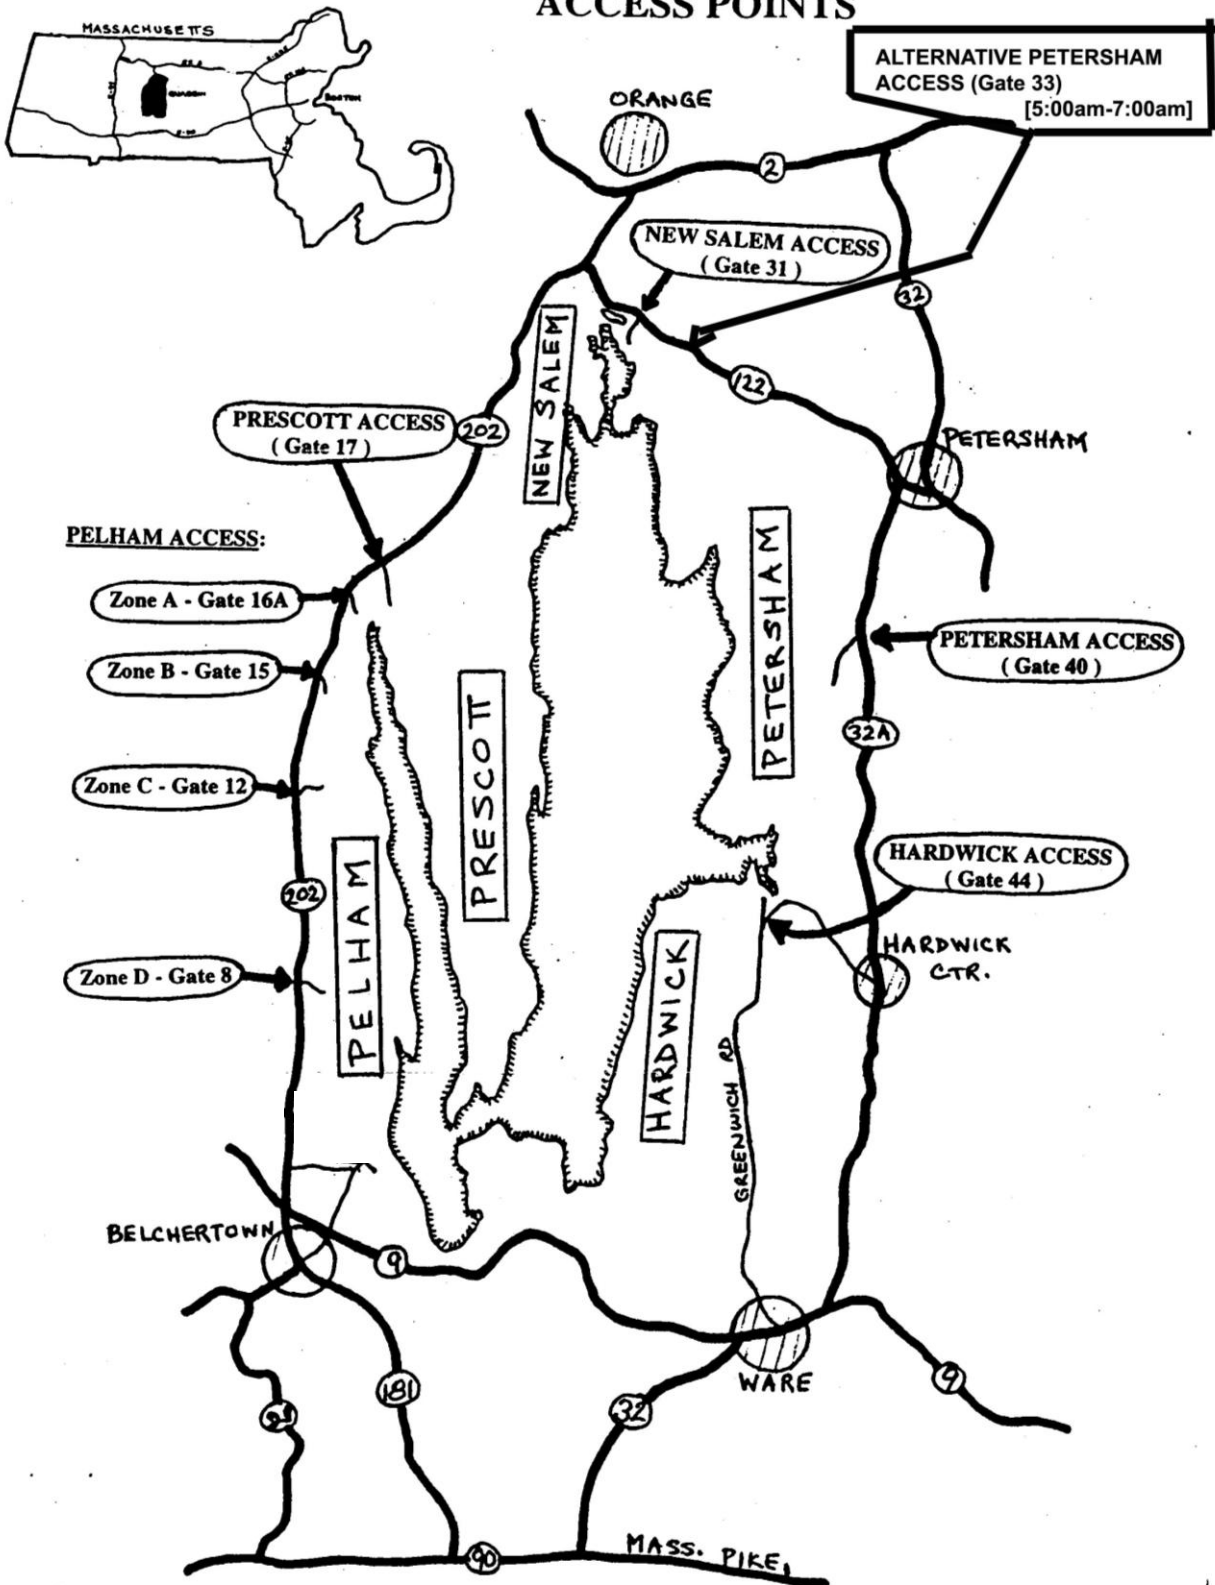 ACCESS POINTS
MASSACHUSETTS
QUABBIN
BOSTON
ALTERNATIVE PETERSHAM
ACCESS (Gate 33)
[5:00am-7:00am]
ORANGE
2
NEW SALEM ACCESS
( Gate 31 )
32
NEW SALEM
122
PRESCOTT ACCESS
( Gate 17 )
202
PETERSHAM
PELHAM ACCESS:
Zone A - Gate 16A
PETERSHAM
PETERSHAM ACCESS
( Gate 40 )
Zone B - Gate 15
PRESCOTT
32A
Zone C - Gate 12
HARDWICK ACCESS
( Gate 44 )
202
PELHAM
HARDWICK
CTR.
Zone D - Gate 8
HARDWICK
GREENWICH RD
BELCHERTOWN
9
WARE
9
181
32
MASS. PIKE
90